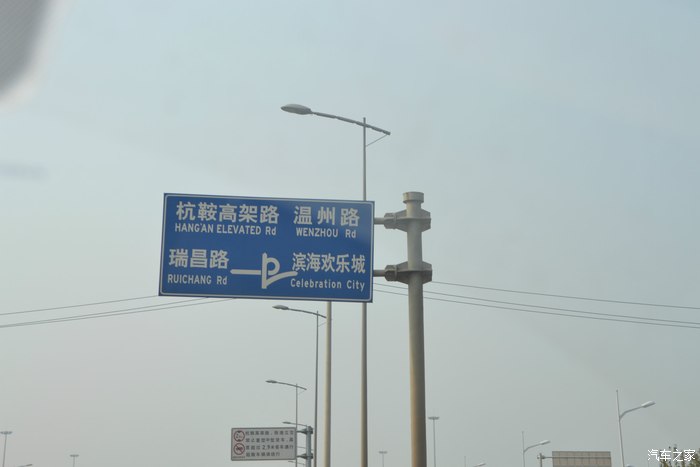 杭鞍高架路 温州路
HANG'AN ELEVATED Rd WENZHOU Rd
瑞昌路 滨海欢乐城
RUICHANG Rd Celebration City
汽车之家